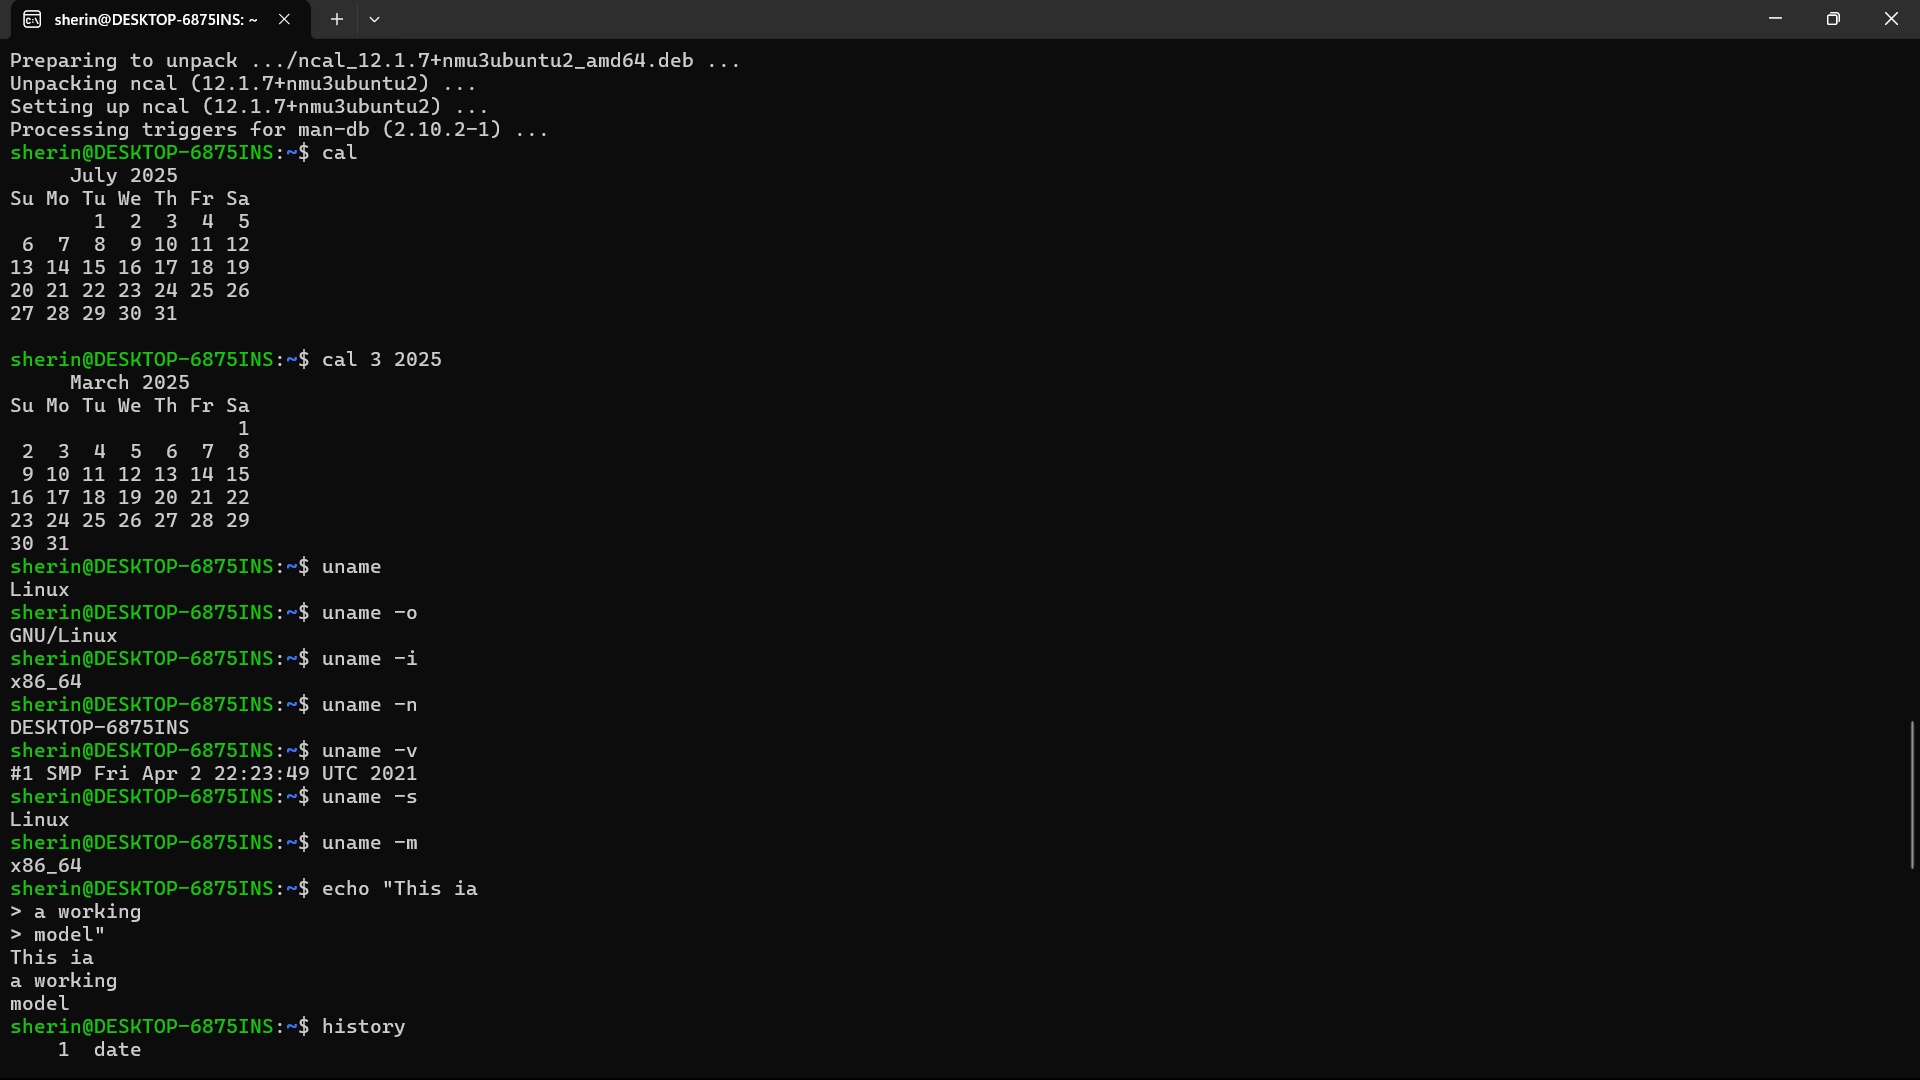 sherin@DESKTOP-6875INS: ~
Preparing to unpack .../ncal_12.1.7+nmu3ubuntu2_amd64.deb ...
Unpacking ncal (12.1.7+nmu3ubuntu2) ...
Setting up ncal (12.1.7+nmu3ubuntu2) ...
Processing triggers for man-db (2.10.2-1) ...
sherin@DESKTOP-6875INS:~$ cal
     July 2025
Su Mo Tu We Th Fr Sa
       1  2  3  4  5
 6  7  8  9 10 11 12
13 14 15 16 17 18 19
20 21 22 23 24 25 26
27 28 29 30 31
sherin@DESKTOP-6875INS:~$ cal 3 2025
     March 2025
Su Mo Tu We Th Fr Sa
                   1
 2  3  4  5  6  7  8
 9 10 11 12 13 14 15
16 17 18 19 20 21 22
23 24 25 26 27 28 29
30 31
sherin@DESKTOP-6875INS:~$ uname
Linux
sherin@DESKTOP-6875INS:~$ uname -o
GNU/Linux
sherin@DESKTOP-6875INS:~$ uname -i
x86_64
sherin@DESKTOP-6875INS:~$ uname -n
DESKTOP-6875INS
sherin@DESKTOP-6875INS:~$ uname -v
#1 SMP Fri Apr 2 22:23:49 UTC 2021
sherin@DESKTOP-6875INS:~$ uname -s
Linux
sherin@DESKTOP-6875INS:~$ uname -m
x86_64
sherin@DESKTOP-6875INS:~$ echo "This ia
> a working
> model"
This ia
a working
model
sherin@DESKTOP-6875INS:~$ history
    1  date